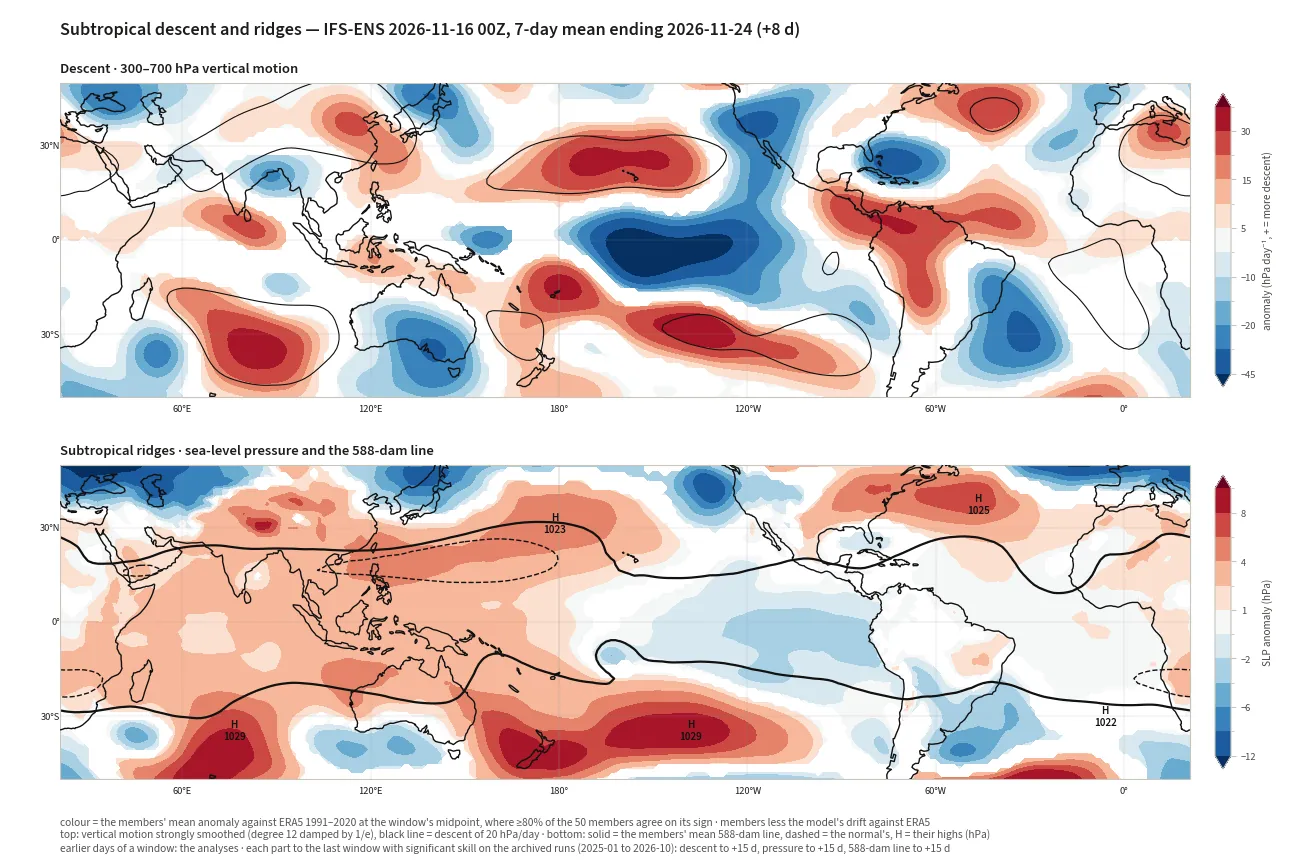 Subtropical descent and ridges — IFS-ENS 2026-11-16 00Z, 7-day mean ending 2026-11-24 (+8 d)
Descent · 300–700 hPa vertical motion
30°N
0°
30°S
60°E
120°E
180°
120°W
60°W
0°
30
15
5
−10
−20
−45
anomaly (hPa day⁻¹, + = more descent)
Subtropical ridges · sea-level pressure and the 588-dam line
30°N
0°
30°S
H
1023
H
1025
H
1029
H
1029
H
1022
60°E
120°E
180°
120°W
60°W
0°
8
4
1
−2
−6
−12
SLP anomaly (hPa)
colour = the members' mean anomaly against ERA5 1991–2020 at the window's midpoint, where ≥80% of the 50 members agree on its sign · members less the model's drift against ERA5
top: vertical motion strongly smoothed (degree 12 damped by 1/e), black line = descent of 20 hPa/day · bottom: solid = the members' mean 588-dam line, dashed = the normal's, H = their highs (hPa)
earlier days of a window: the analyses · each part to the last window with significant skill on the archived runs (2025-01 to 2026-10): descent to +15 d, pressure to +15 d, 588-dam line to +15 d